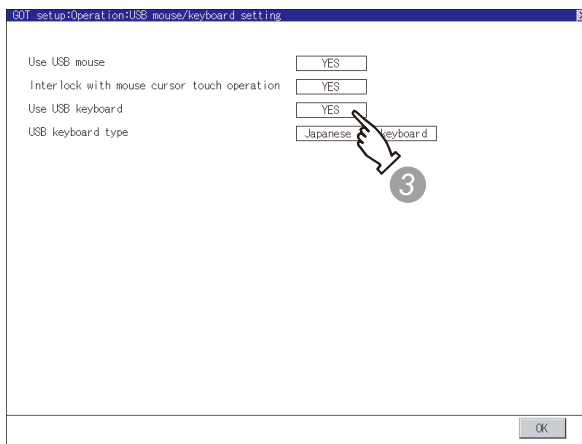 GOT setup:Operation:USB mouse/keyboard setting
Use USB mouse YES
Interlock with mouse cursor touch operation YES
Use USB keyboard YES
USB keyboard type Japanese keyboard
3
OK